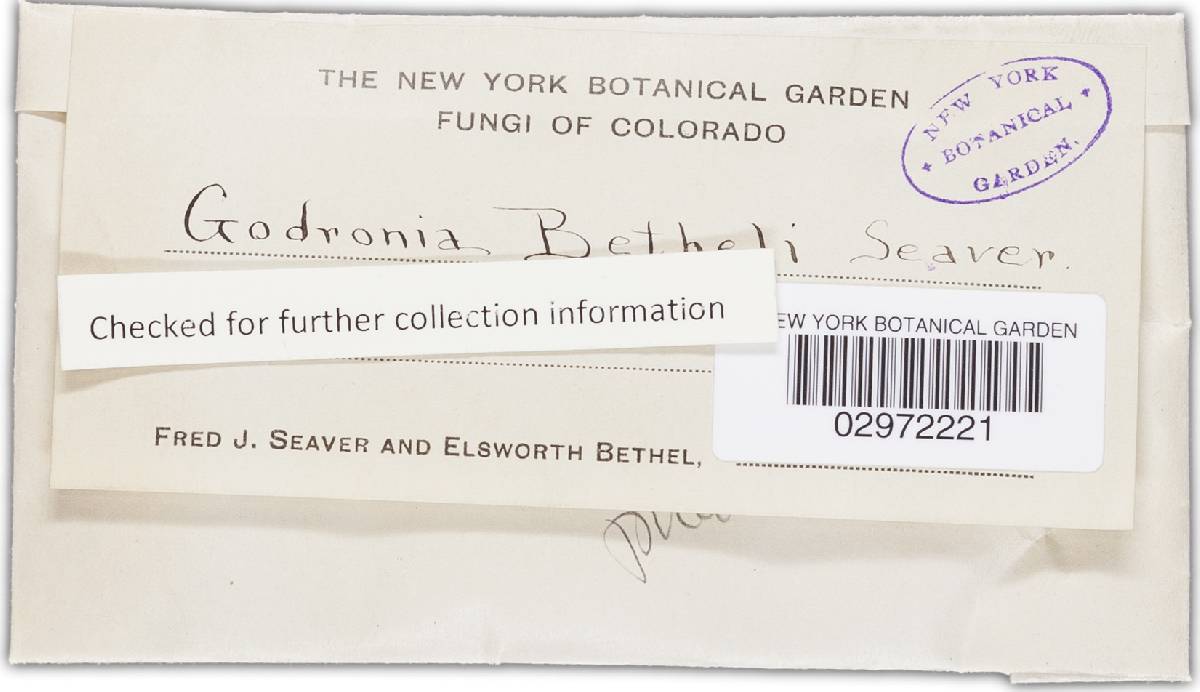 THE NEW YORK BOTANICAL GARDEN
FUNGI OF COLORADO
NEW YORK
BOTANICAL
GARDEN.
Godronia Betheli Seaver.
Checked for further collection information
EW YORK BOTANICAL GARDEN
02972221
FRED J. SEAVER AND ELSWORTH BETHEL,